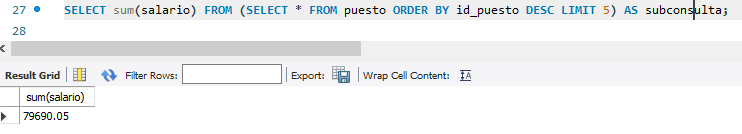 27 SELECT sum(salario) FROM (SELECT * FROM puesto ORDER BY id_puesto DESC LIMIT 5) AS subconsulta;
28
Result Grid Filter Rows: Export: Wrap Cell Content: IA
sum(salario)
79690.05